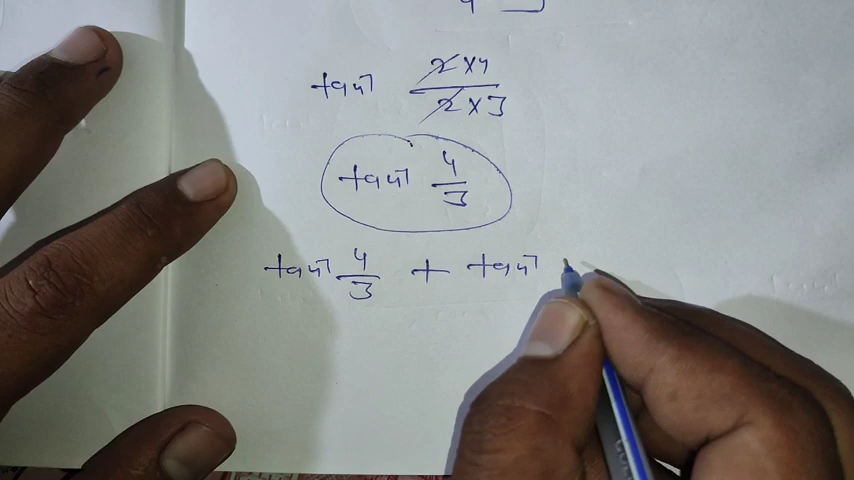 tan⁻¹ 2×4/2×3
tan⁻¹ 4/3
tan⁻¹ 4/3 + tan⁻¹